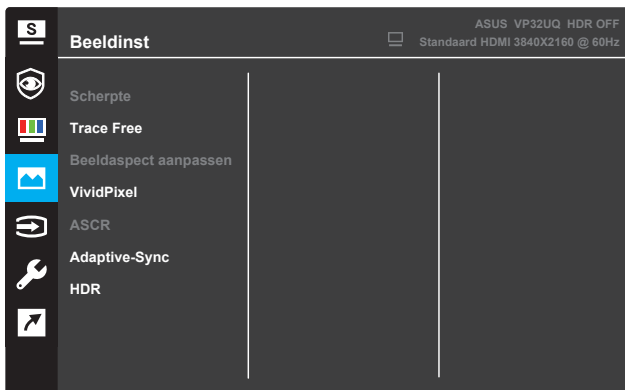 S
Beeldinst
ASUS VP32UQ HDR OFF
Standaard HDMI 3840X2160 @ 60Hz
Scherpte
Trace Free
Beeldaspect aanpassen
VividPixel
ASCR
Adaptive-Sync
HDR